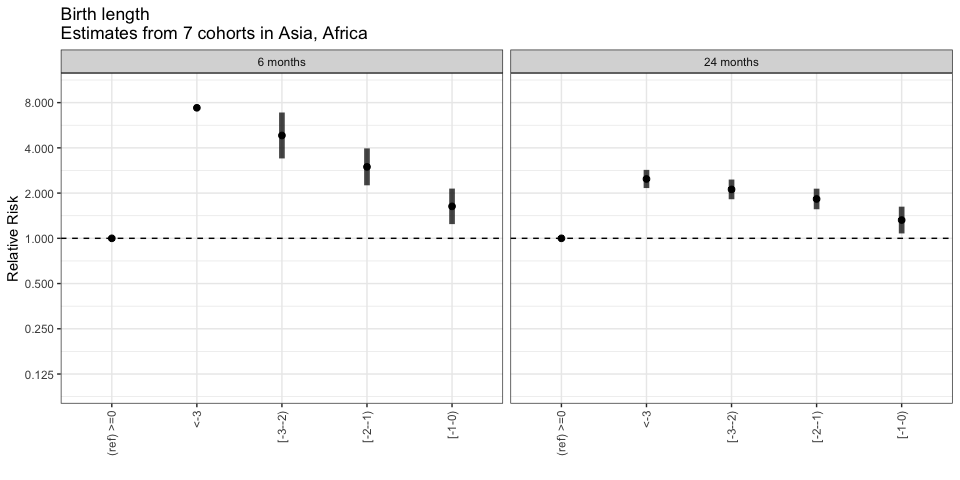 Birth length
Estimates from 7 cohorts in Asia, Africa
6 months
24 months
Relative Risk
8.000
4.000
2.000
1.000
0.500
0.250
0.125
(ref) >=0
<-3
[-3--2)
[-2--1)
[-1-0)
(ref) >=0
<-3
[-3--2)
[-2--1)
[-1-0)